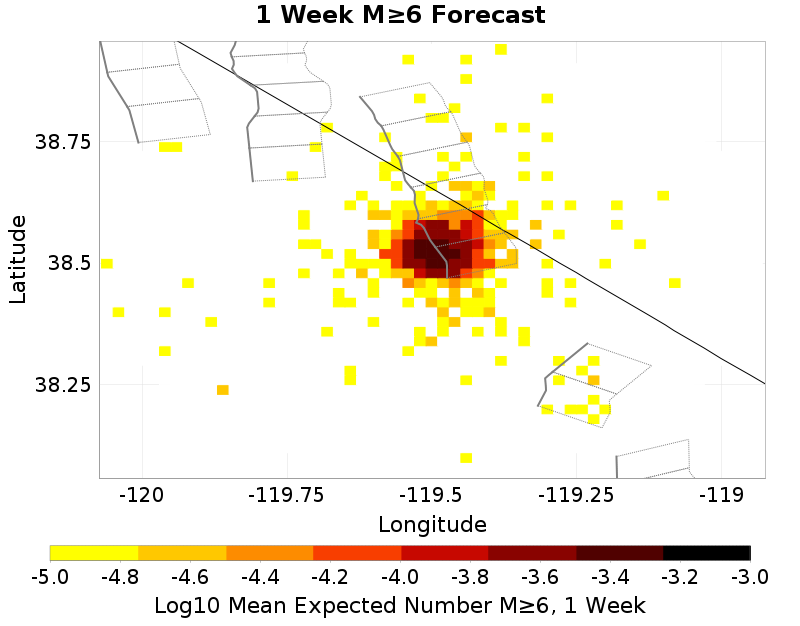 1 Week M≥6 Forecast
38.75
38.5
38.25
Latitude
-120 -119.75 -119.5 -119.25 -119
Longitude
-5.0 -4.8 -4.6 -4.4 -4.2 -4.0 -3.8 -3.6 -3.4 -3.2 -3.0
Log10 Mean Expected Number M≥6, 1 Week